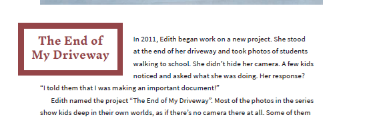 The End of
My Driveway
In 2011, Edith began work on a new project. She stood
at the end of her driveway and took photos of students
walking to school. She didn't hide her camera. A few kids
noticed and asked what she was doing. Her response?
"I told them that I was making an important document!"
Edith named the project "The End of My Driveway". Most of the photos in the series
show kids deep in their own worlds, as if there's no camera there at all. Some of them